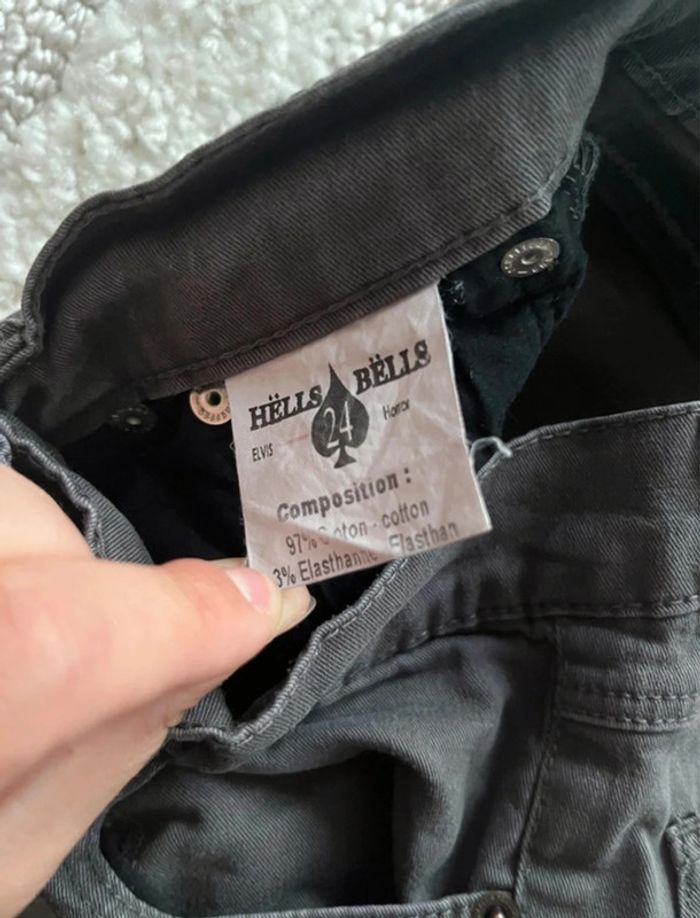 HËLLS BËLLS
24
ELVIS Horror
Composition :
97% Coton - cotton
3% Elasthanne Elasthan